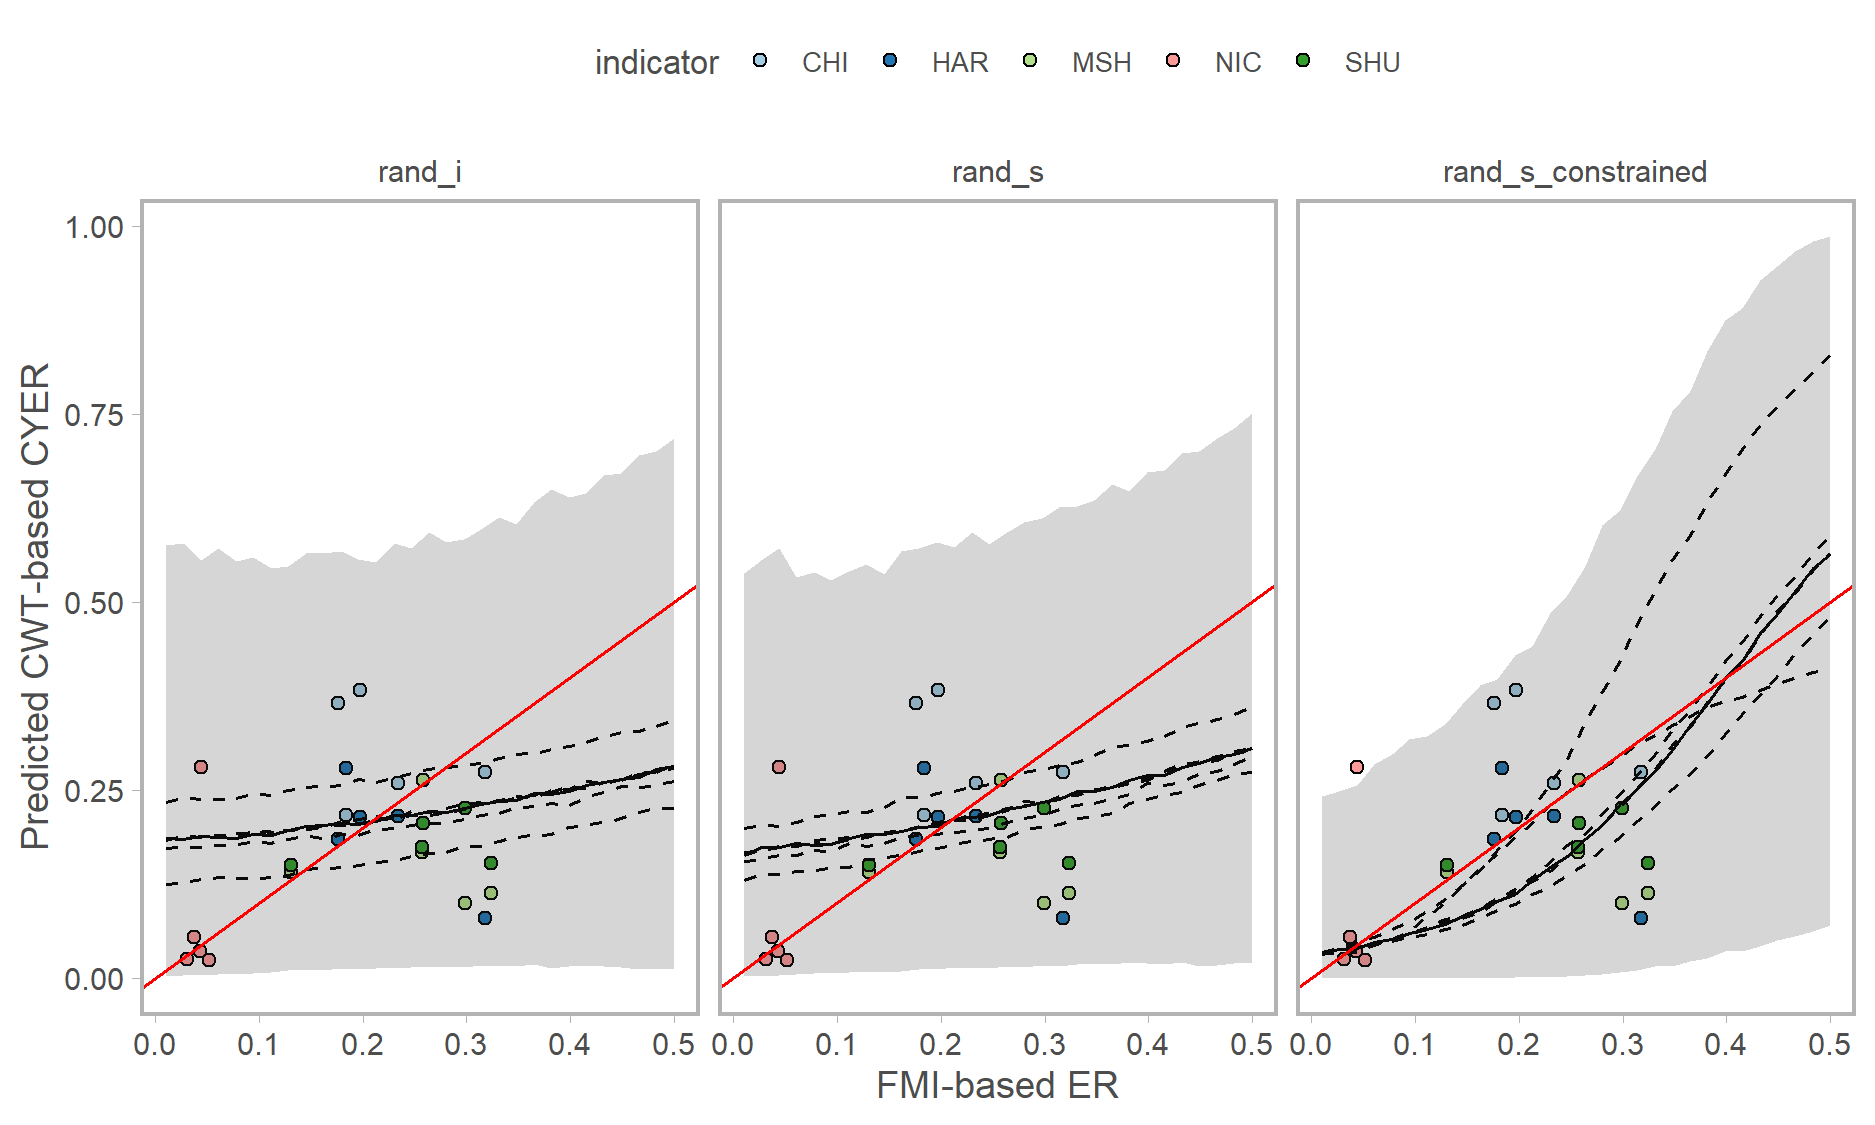 indicator CHI HAR MSH NIC SHU
rand_i rand_s rand_s_constrained
Predicted CWT-based CYER
1.00
0.75
0.50
0.25
0.00
0.0 0.1 0.2 0.3 0.4 0.5 0.0 0.1 0.2 0.3 0.4 0.5 0.0 0.1 0.2 0.3 0.4 0.5
FMI-based ER